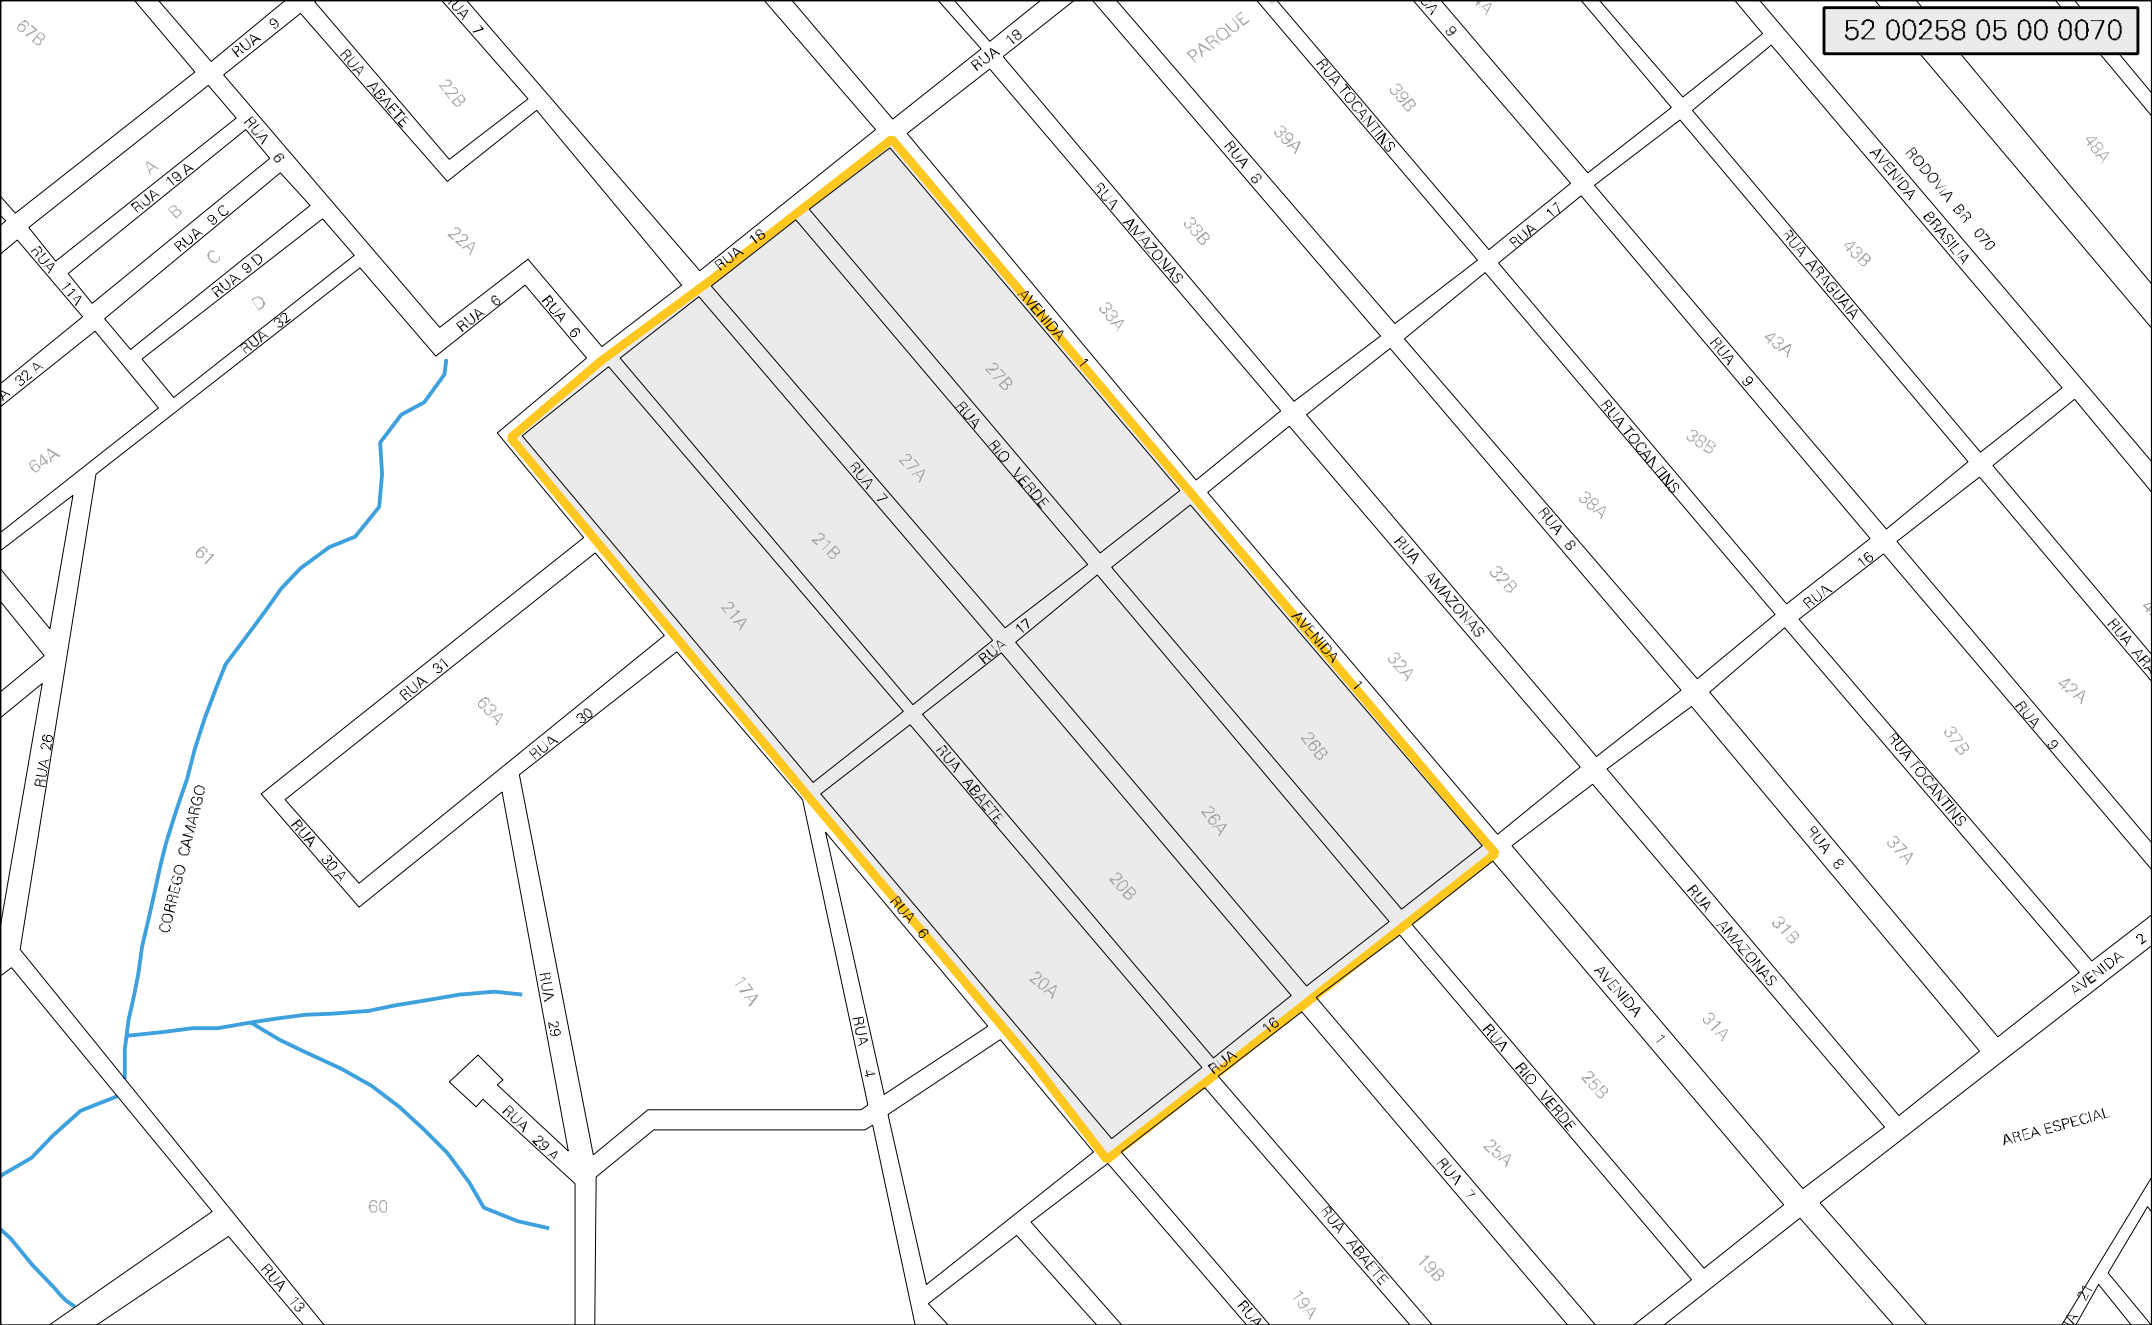 52 00258 05 00 0070
67B
RUA 9
RUA 7
RUA 18
PARQUE
RUA ABAETE
22B
RUA TOCANTINS
39B
39A
RUA 8
48A
RODOVIA BR 070
AVENIDA BRASILIA
A
RUA 19 A
RUA 6
B
RUA 9 C
C
RUA 9 D
D
RUA 32
RUA 11A
22A
RUA 6
RUA 6
RUA 18
RUA AMAZONAS
33B
33A
RUA 17
RUA ARAGUAIA
43B
43A
RUA 9
AVENIDA 1
27B
RUA RIO VERDE
27A
RUA 7
21B
21A
32 A
64A
61
RUA TOCANTINS
38B
38A
RUA 8
RUA AMAZONAS
32B
32A
RUA 16
RUA 17
AVENIDA 1
RUA 31
63A
RUA 30
RUA 26
RUA 30 A
CORREGO CAMARGO
RUA ABAETE
26B
26A
20B
20A
RUA 6
RUA 16
42A
RUA 9
37B
RUA TOCANTINS
37A
RUA 8
31B
RUA AMAZONAS
31A
AVENIDA 1
AVENIDA 2
17A
RUA 29
RUA 4
RUA 29 A
RUA RIO VERDE
25B
25A
RUA 7
RUA ABAETE
19B
19A
RUA
AREA ESPECIAL
60
RUA 13
21